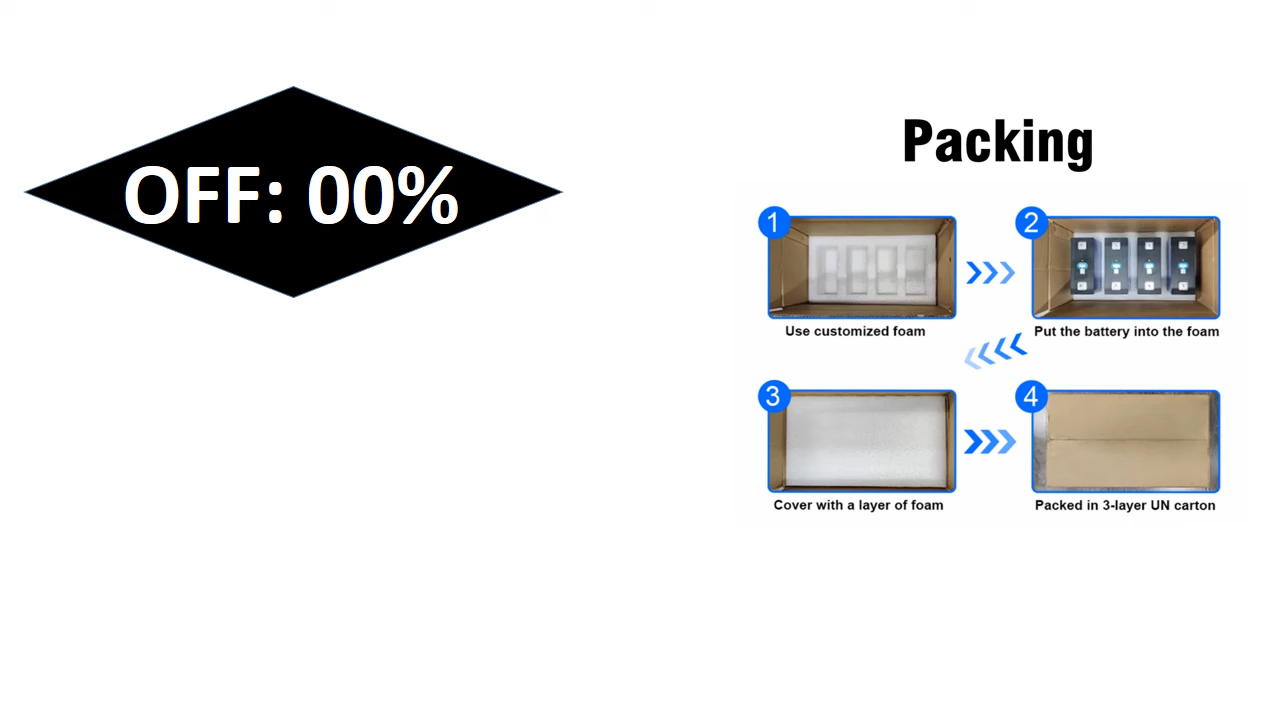 OFF: 00%
Packing
1
2
Use customized foam
Put the battery into the foam
3
4
Cover with a layer of foam
Packed in 3-layer UN carton